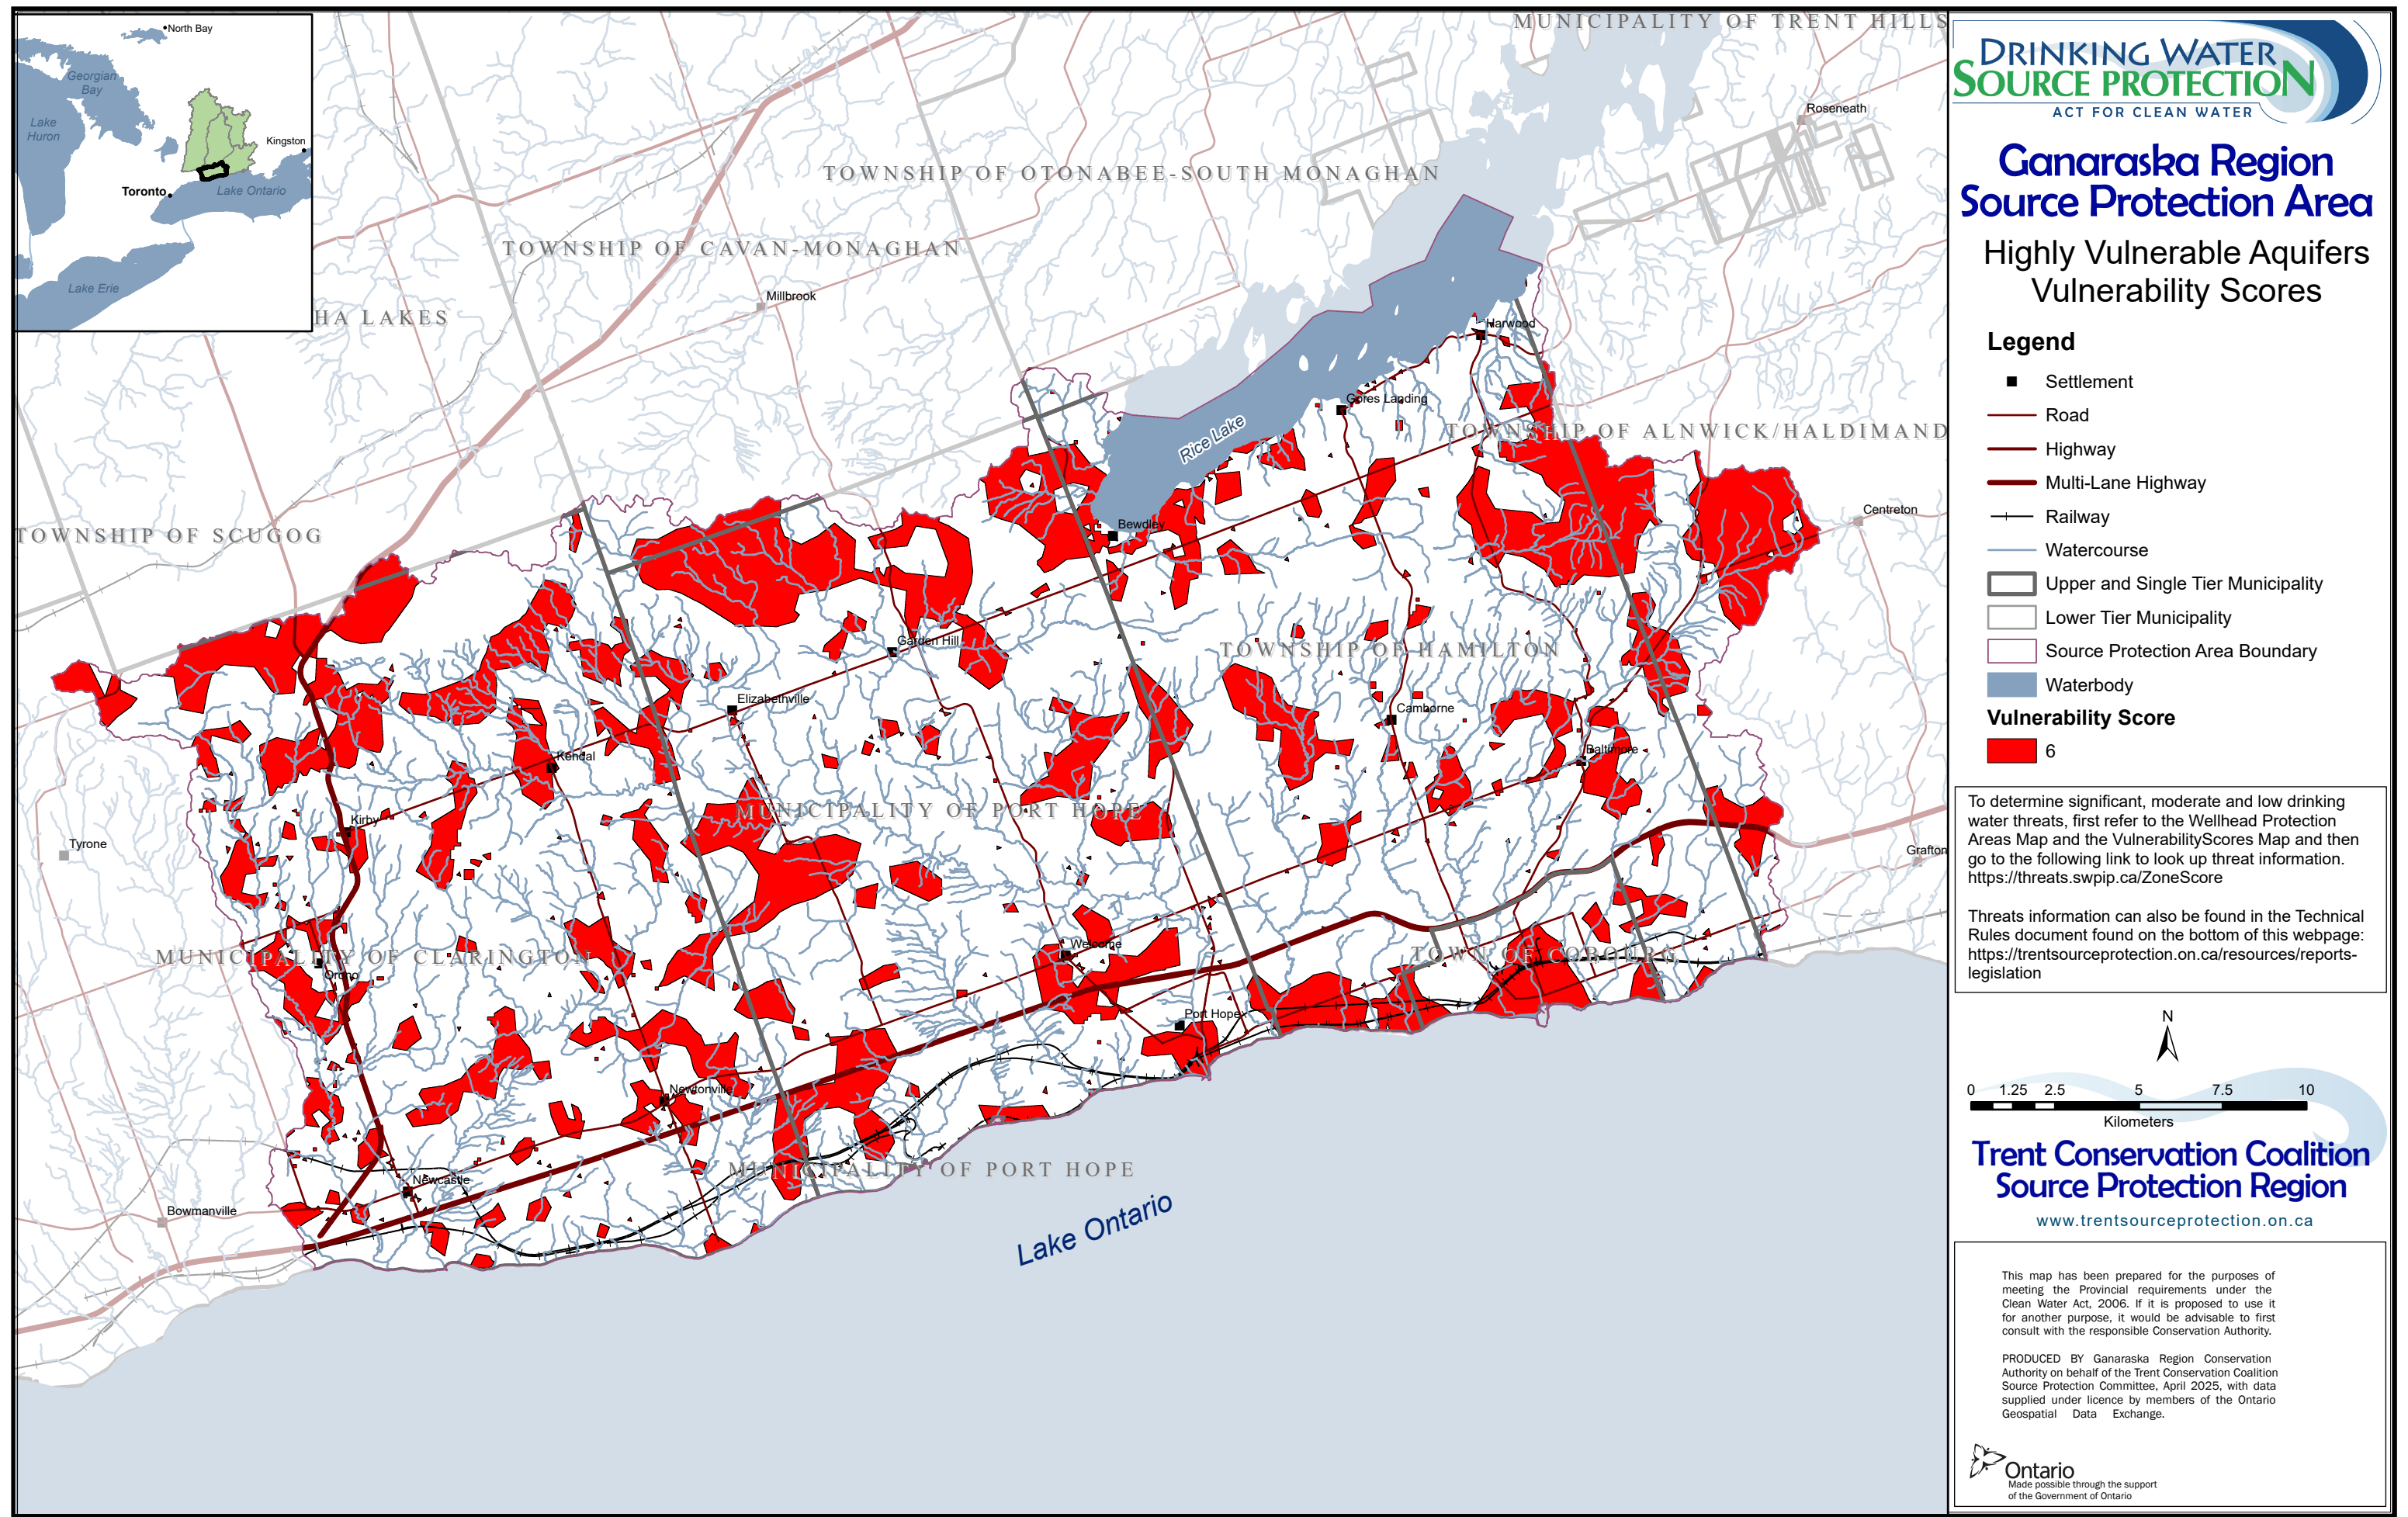 North Bay
Georgian
Bay
Lake
Huron
Kingston
Toronto
Lake Ontario
Lake Erie
MUNICIPALITY OF TRENT HILLS
Roseneath
TOWNSHIP OF OTONABEE-SOUTH MONAGHAN
TOWNSHIP OF CAVAN-MONAGHAN
Millbrook
HA LAKES
Harwood
Gores Landing
Rice Lake
TOWNSHIP OF ALNWICK/HALDIMAND
Centreton
TOWNSHIP OF SCUGOG
Bewdley
Garden Hill
TOWNSHIP OF HAMILTON
Elizabethville
Camborne
Baltimore
Kendal
MUNICIPALITY OF PORT HOPE
Kirby
Tyrone
Grafton
Welcome
MUNICIPALITY OF CLARINGTON
TOWN OF COBOURG
Orono
Port Hope
Newtonville
MUNICIPALITY OF PORT HOPE
Newcastle
Bowmanville
Lake Ontario
DRINKING WATER
SOURCE PROTECTION
ACT FOR CLEAN WATER
Ganaraska Region
Source Protection Area
Highly Vulnerable Aquifers
Vulnerability Scores
Legend
Settlement
Road
Highway
Multi-Lane Highway
Railway
Watercourse
Upper and Single Tier Municipality
Lower Tier Municipality
Source Protection Area Boundary
Waterbody
Vulnerability Score
6
To determine significant, moderate and low drinking
water threats, first refer to the Wellhead Protection
Areas Map and the VulnerabilityScores Map and then
go to the following link to look up threat information.
https://threats.swpip.ca/ZoneScore
Threats information can also be found in the Technical
Rules document found on the bottom of this webpage:
https://trentsourceprotection.on.ca/resources/reports-
legislation
N
0 1.25 2.5 5 7.5 10
Kilometers
Trent Conservation Coalition
Source Protection Region
www.trentsourceprotection.on.ca
This map has been prepared for the purposes of
meeting the Provincial requirements under the
Clean Water Act, 2006. If it is proposed to use it
for another purpose, it would be advisable to first
consult with the responsible Conservation Authority.
PRODUCED BY Ganaraska Region Conservation
Authority on behalf of the Trent Conservation Coalition
Source Protection Committee, April 2025, with data
supplied under licence by members of the Ontario
Geospatial Data Exchange.
Ontario
Made possible through the support
of the Government of Ontario